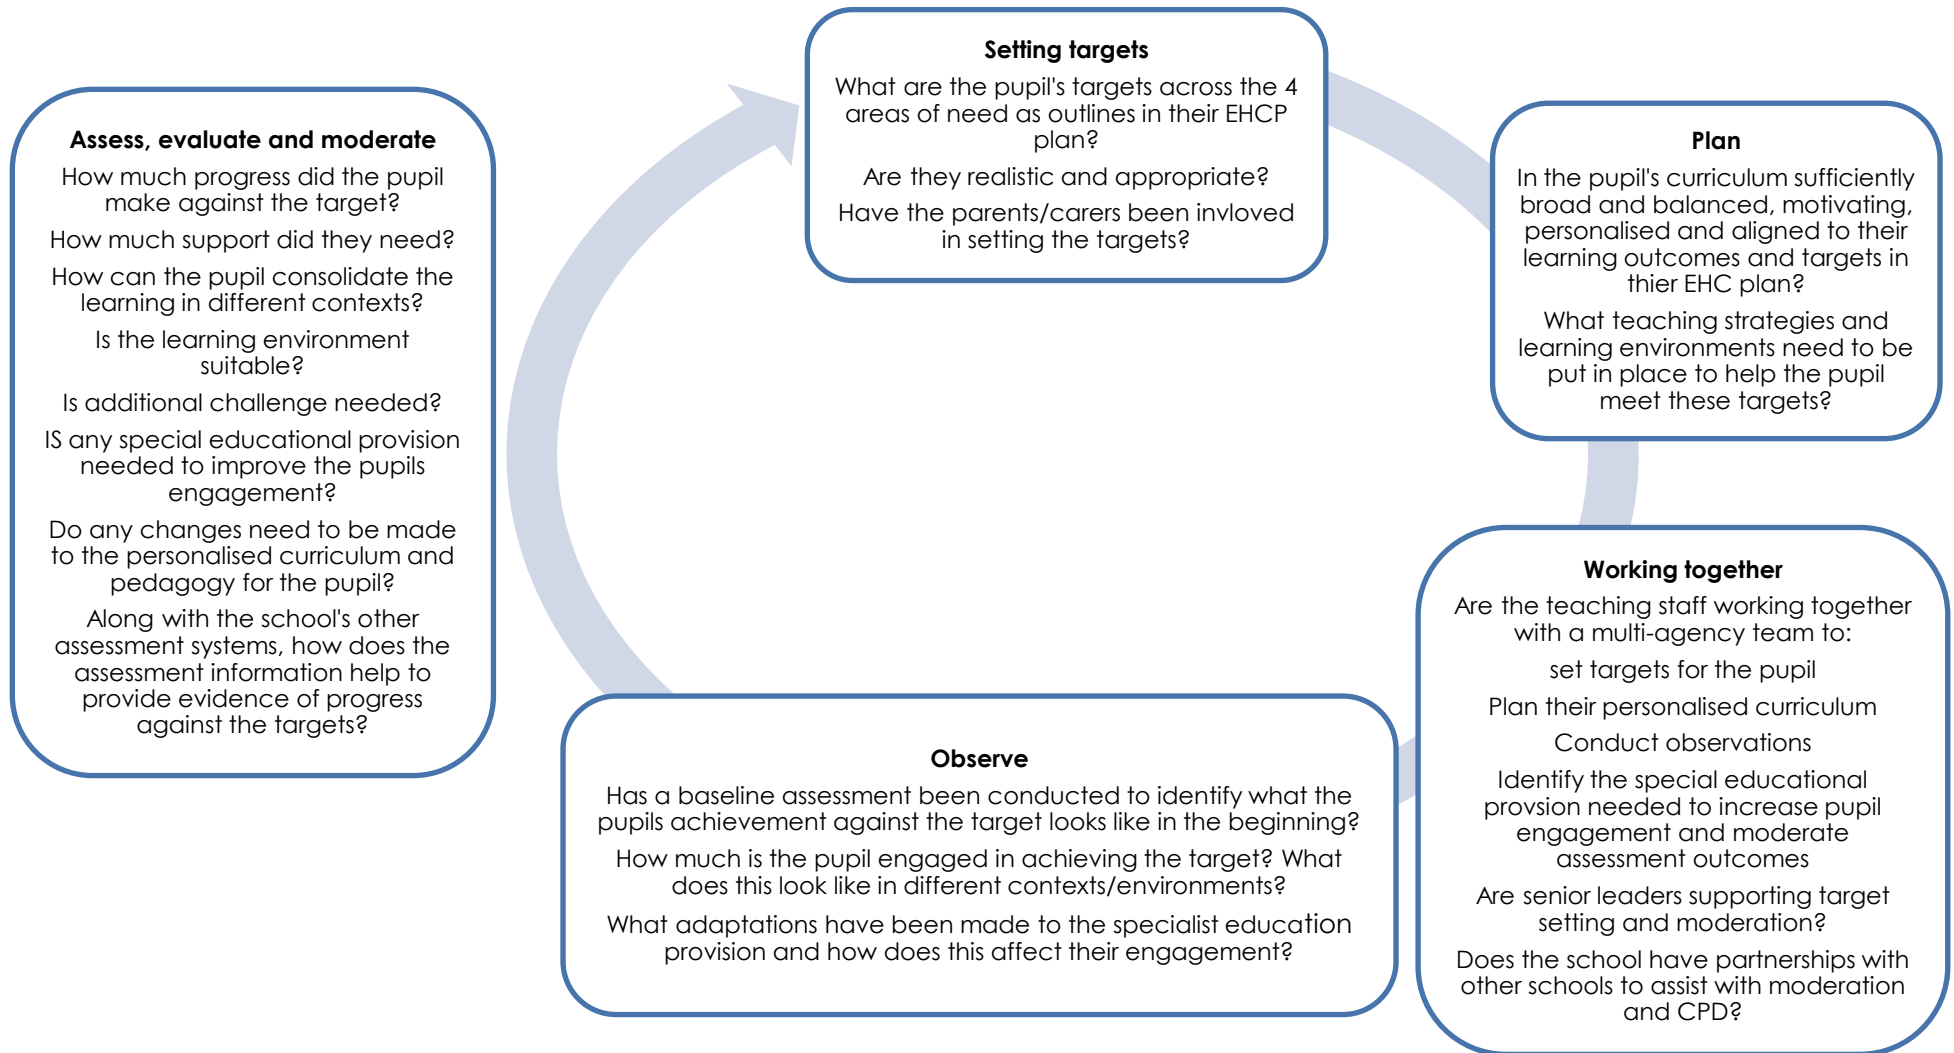 Setting targets
What are the pupil's targets across the 4
areas of need as outlines in their EHCP
plan?
Are they realistic and appropriate?
Have the parents/carers been invloved
in setting the targets?
Plan
In the pupil's curriculum sufficiently
broad and balanced, motivating,
personalised and aligned to their
learning outcomes and targets in
thier EHC plan?
What teaching strategies and
learning environments need to be
put in place to help the pupil
meet these targets?
Working together
Are the teaching staff working together
with a multi-agency team to:
set targets for the pupil
Plan their personalised curriculum
Conduct observations
Identify the special educational
provsion needed to increase pupil
engagement and moderate
assessment outcomes
Are senior leaders supporting target
setting and moderation?
Does the school have partnerships with
other schools to assist with moderation
and CPD?
Observe
Has a baseline assessment been conducted to identify what the
pupils achievement against the target looks like in the beginning?
How much is the pupil engaged in achieving the target? What
does this look like in different contexts/environments?
What adaptations have been made to the specialist education
provision and how does this affect their engagement?
Assess, evaluate and moderate
How much progress did the pupil
make against the target?
How much support did they need?
How can the pupil consolidate the
learning in different contexts?
Is the learning environment
suitable?
Is additional challenge needed?
IS any special educational provision
needed to improve the pupils
engagement?
Do any changes need to be made
to the personalised curriculum and
pedagogy for the pupil?
Along with the school's other
assessment systems, how does the
assessment information help to
provide evidence of progress
against the targets?